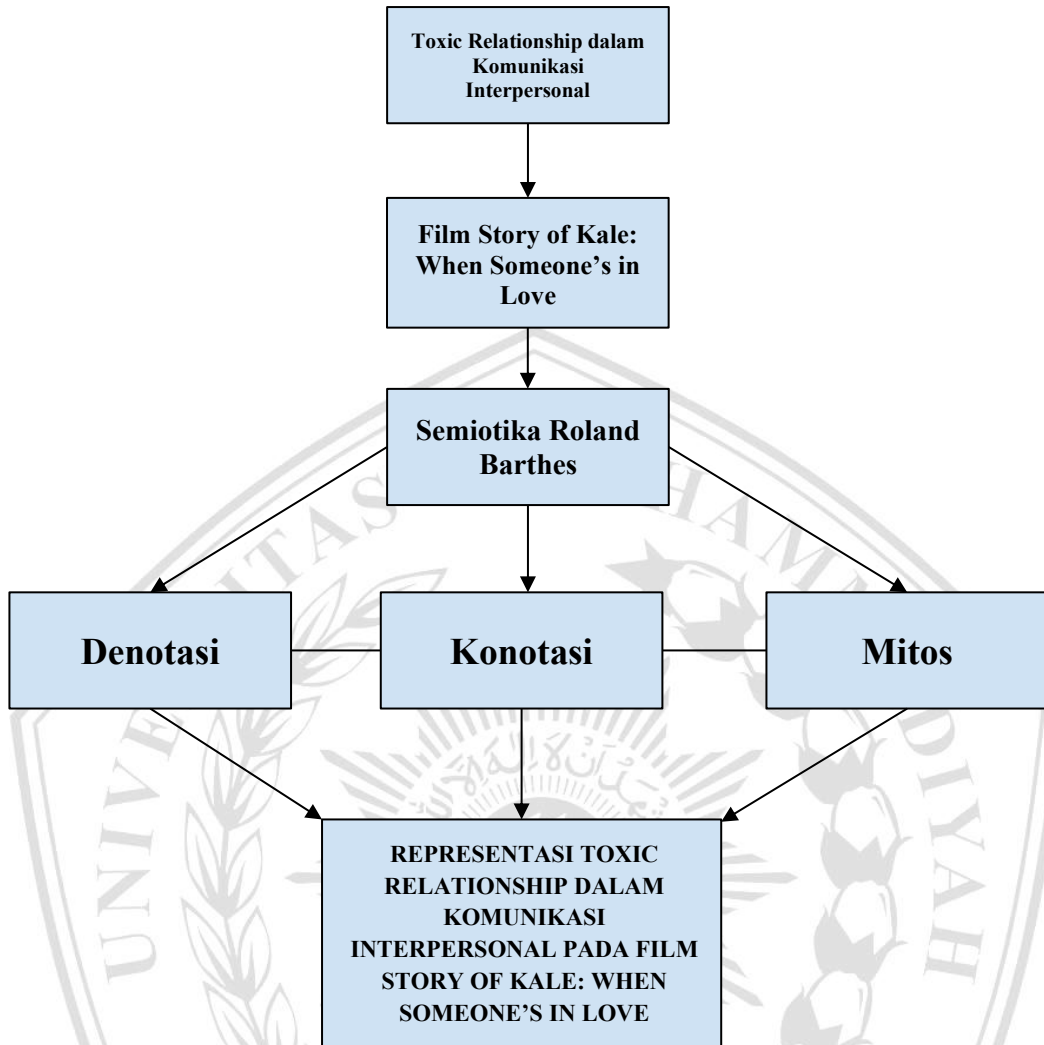 Toxic Relationship dalam
Komunikasi
Interpersonal
Film Story of Kale:
When Someone’s in
Love
Semiotika Roland
Barthes
Denotasi
Konotasi
Mitos
REPRESENTASI TOXIC
RELATIONSHIP DALAM
KOMUNIKASI
INTERPERSONAL PADA FILM
STORY OF KALE: WHEN
SOMEONE’S IN LOVE